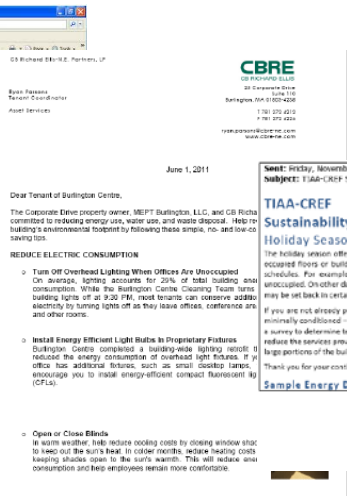 CB Richard Ellis-N.E. Partners, LP
CBRE
CB RICHARD ELLIS
Ryan Parsons
Tenant Coordinator
Asset Services
20 Corporate Drive
Suite 110
Burlington, MA 01803-4238
www.cbre-ne.com
June 1, 2011
Dear Tenant of Burlington Centre,
The Corporate Drive property owner, MEPT Burlington, LLC, and CB Richa
committed to reducing energy use, water use, and waste disposal. Help re
building's environmental footprint by following these simple, no- and low-co
saving tips.
REDUCE ELECTRIC CONSUMPTION
o Turn Off Overhead Lighting When Offices Are Unoccupied
On average, lighting accounts for 29% of total building ene
consumption. While the Burlington Centre Cleaning Team turns
building lights off at 9:30 PM, most tenants can conserve additio
electricity by turning lights off as they leave offices, conference are
and other rooms.
o Install Energy Efficient Light Bulbs In Proprietary Fixtures
Burlington Centre completed a building-wide lighting retrofit t
reduced the energy consumption of overhead light fixtures. If y
office has additional fixtures, such as small desktop lamps,
encourage you to install energy-efficient compact fluorescent lig
(CFLs).
o Open or Close Blinds
In warm weather, help reduce cooling costs by closing window shac
to keep out the sun's heat. In colder months, reduce heating costs
keeping shades open to the sun's warmth. This will reduce ener
consumption and help employees remain more comfortable.
Sent: Friday, Novemb
Subject: TIAA-CREF S
TIAA-CREF
Sustainability
Holiday Seaso
The holiday season offe
occupied floors or build
schedules. For example
unoccupied. On other da
may be set back in certa
If you are not already p
minimally conditioned –
a survey to determine t
reduce the services prov
large portions of the bui
Thank you for your cont
Sample Energy E